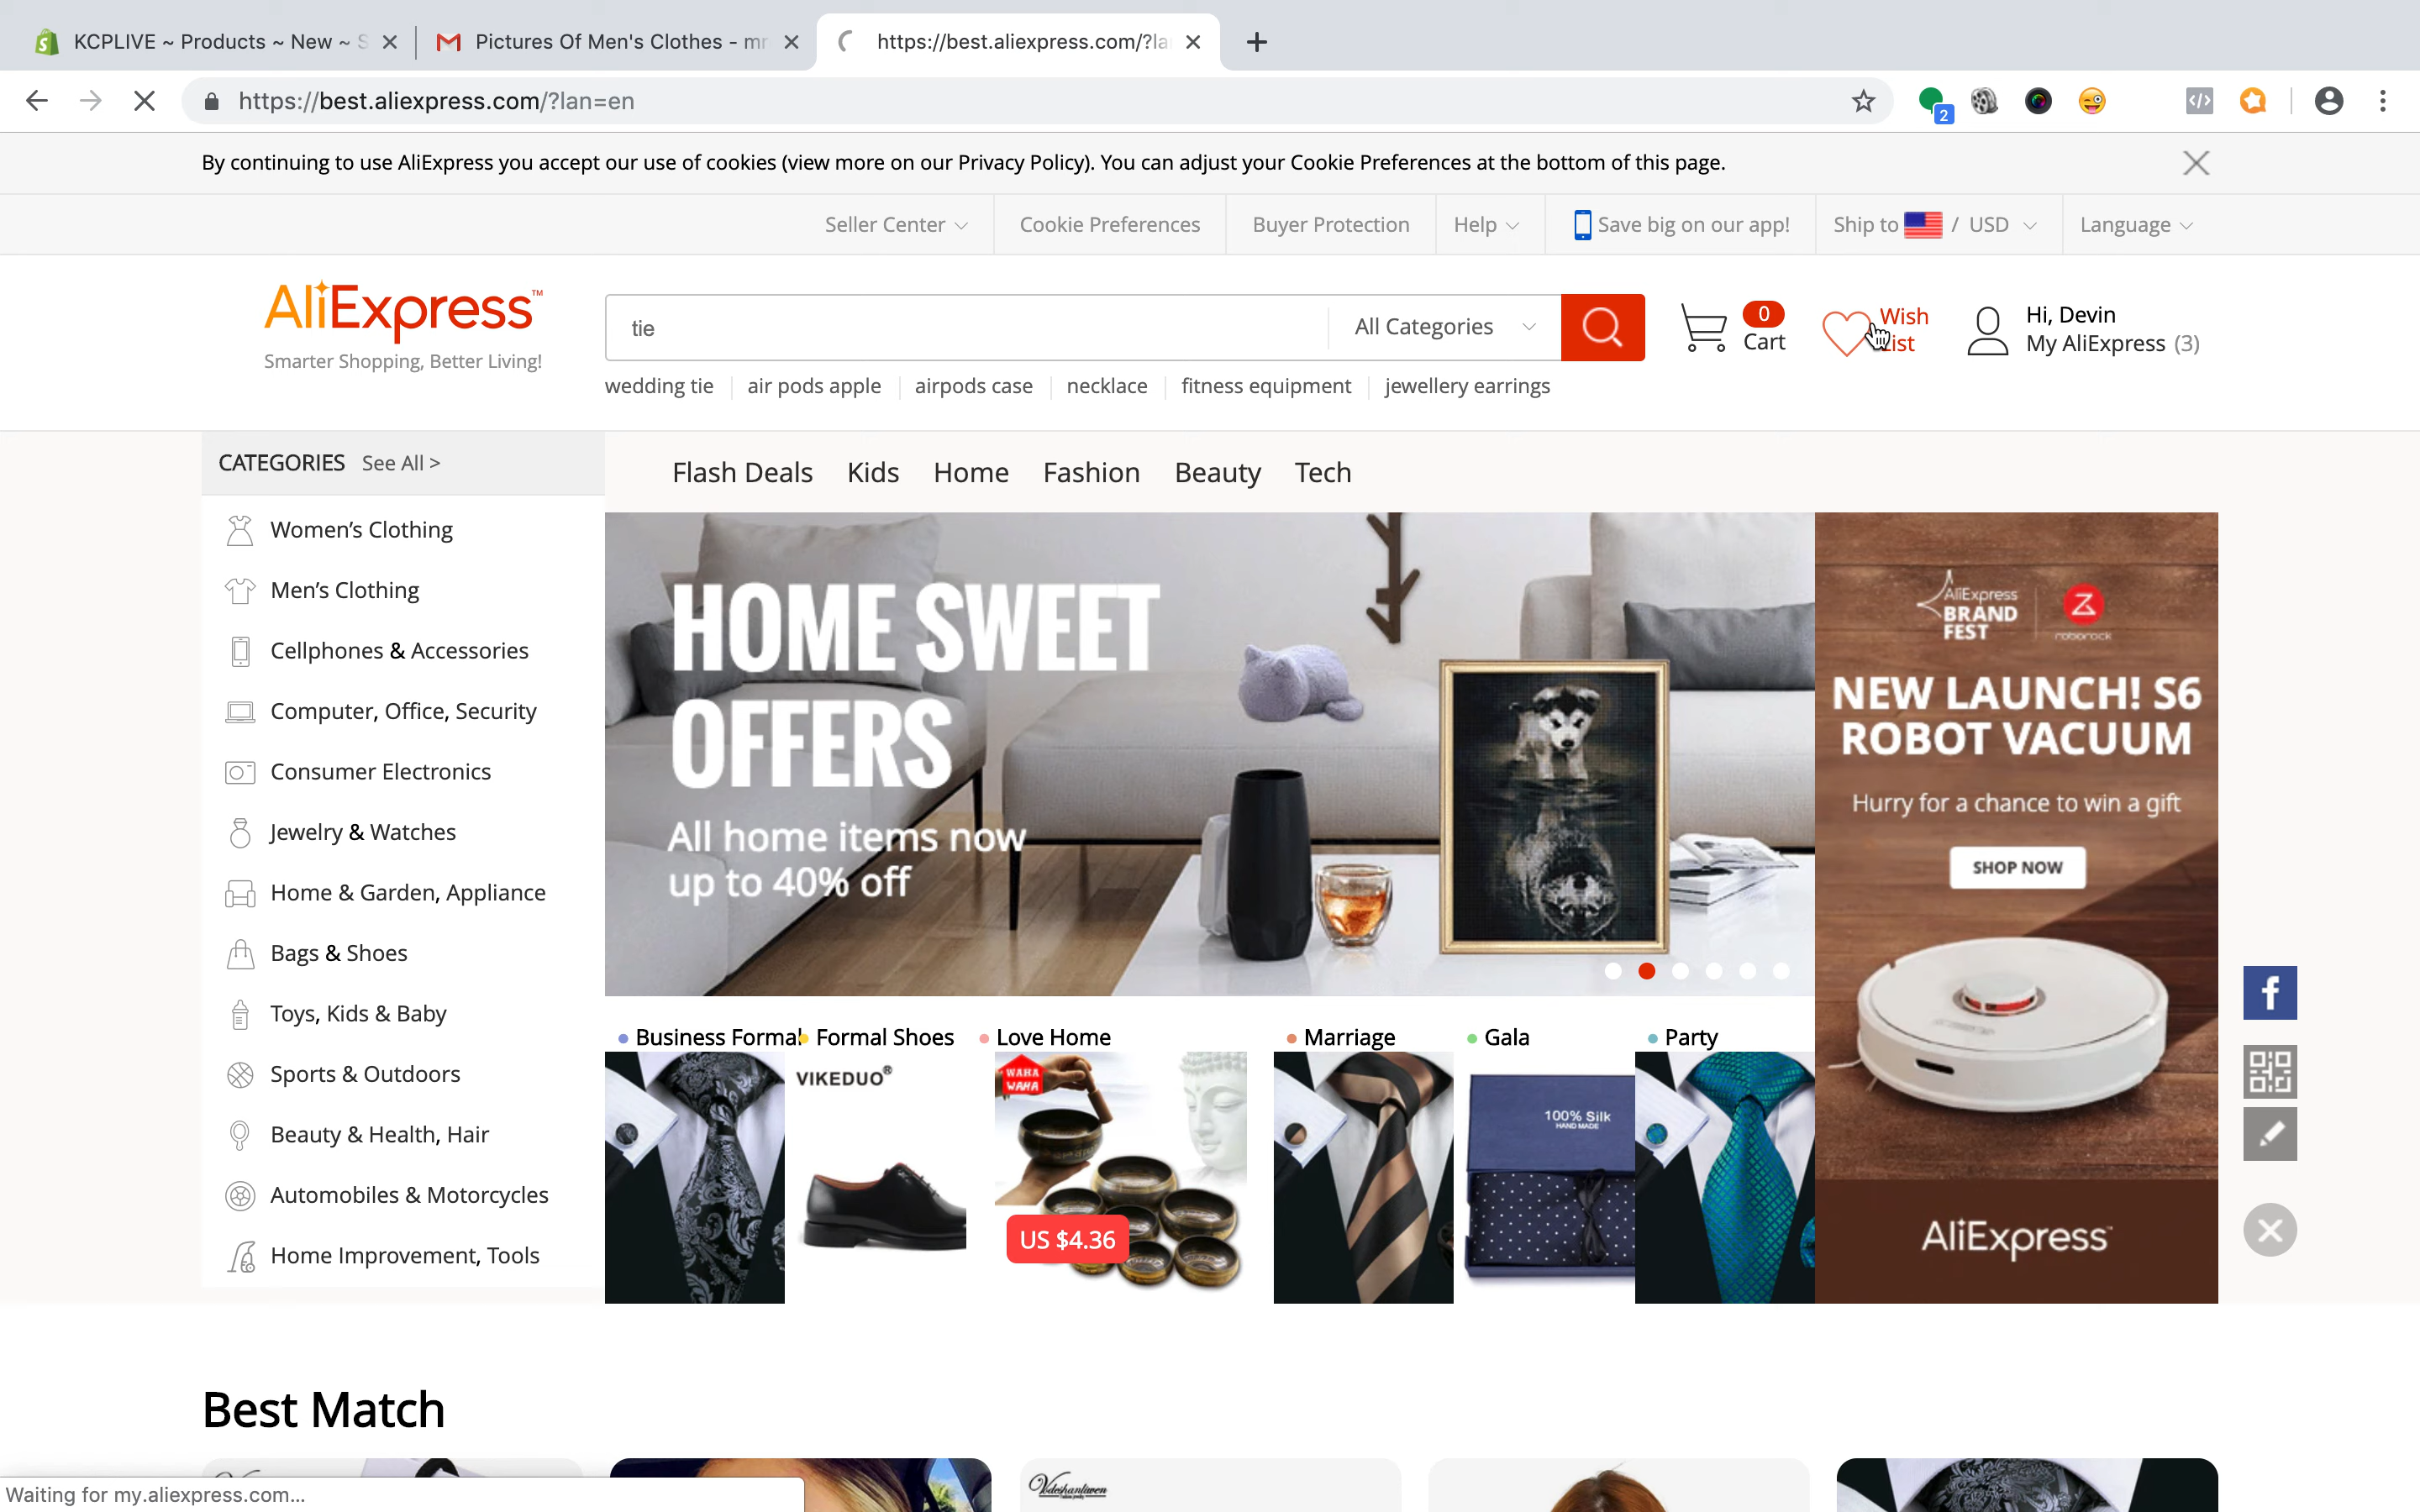 KCPLIVE ~ Products ~ New ~ S
Pictures Of Men's Clothes - mr
https://best.aliexpress.com/?la
https://best.aliexpress.com/?lan=en
2
By continuing to use AliExpress you accept our use of cookies (view more on our Privacy Policy). You can adjust your Cookie Preferences at the bottom of this page.
Seller Center
Cookie Preferences
Buyer Protection
Help
Save big on our app!
Ship to / USD
Language
AliExpress™
Smarter Shopping, Better Living!
tie
All Categories
0
Cart
Wish
List
Hi, Devin
My AliExpress (3)
wedding tie
air pods apple
airpods case
necklace
fitness equipment
jewellery earrings
CATEGORIES See All >
Flash Deals
Kids
Home
Fashion
Beauty
Tech
Women's Clothing
Men's Clothing
Cellphones & Accessories
Computer, Office, Security
Consumer Electronics
Jewelry & Watches
Home & Garden, Appliance
Bags & Shoes
Toys, Kids & Baby
Sports & Outdoors
Beauty & Health, Hair
Automobiles & Motorcycles
Home Improvement, Tools
HOME SWEET
OFFERS
All home items now
up to 40% off
AliExpress
BRAND
FEST
roborock
NEW LAUNCH! S6
ROBOT VACUUM
Hurry for a chance to win a gift
SHOP NOW
AliExpress
Business Formal
Formal Shoes
Love Home
Marriage
Gala
Party
VIKEDUO®
WAHA
WAHA
US $4.36
100% Silk
HAND MADE
Best Match
Waiting for my.aliexpress.com...